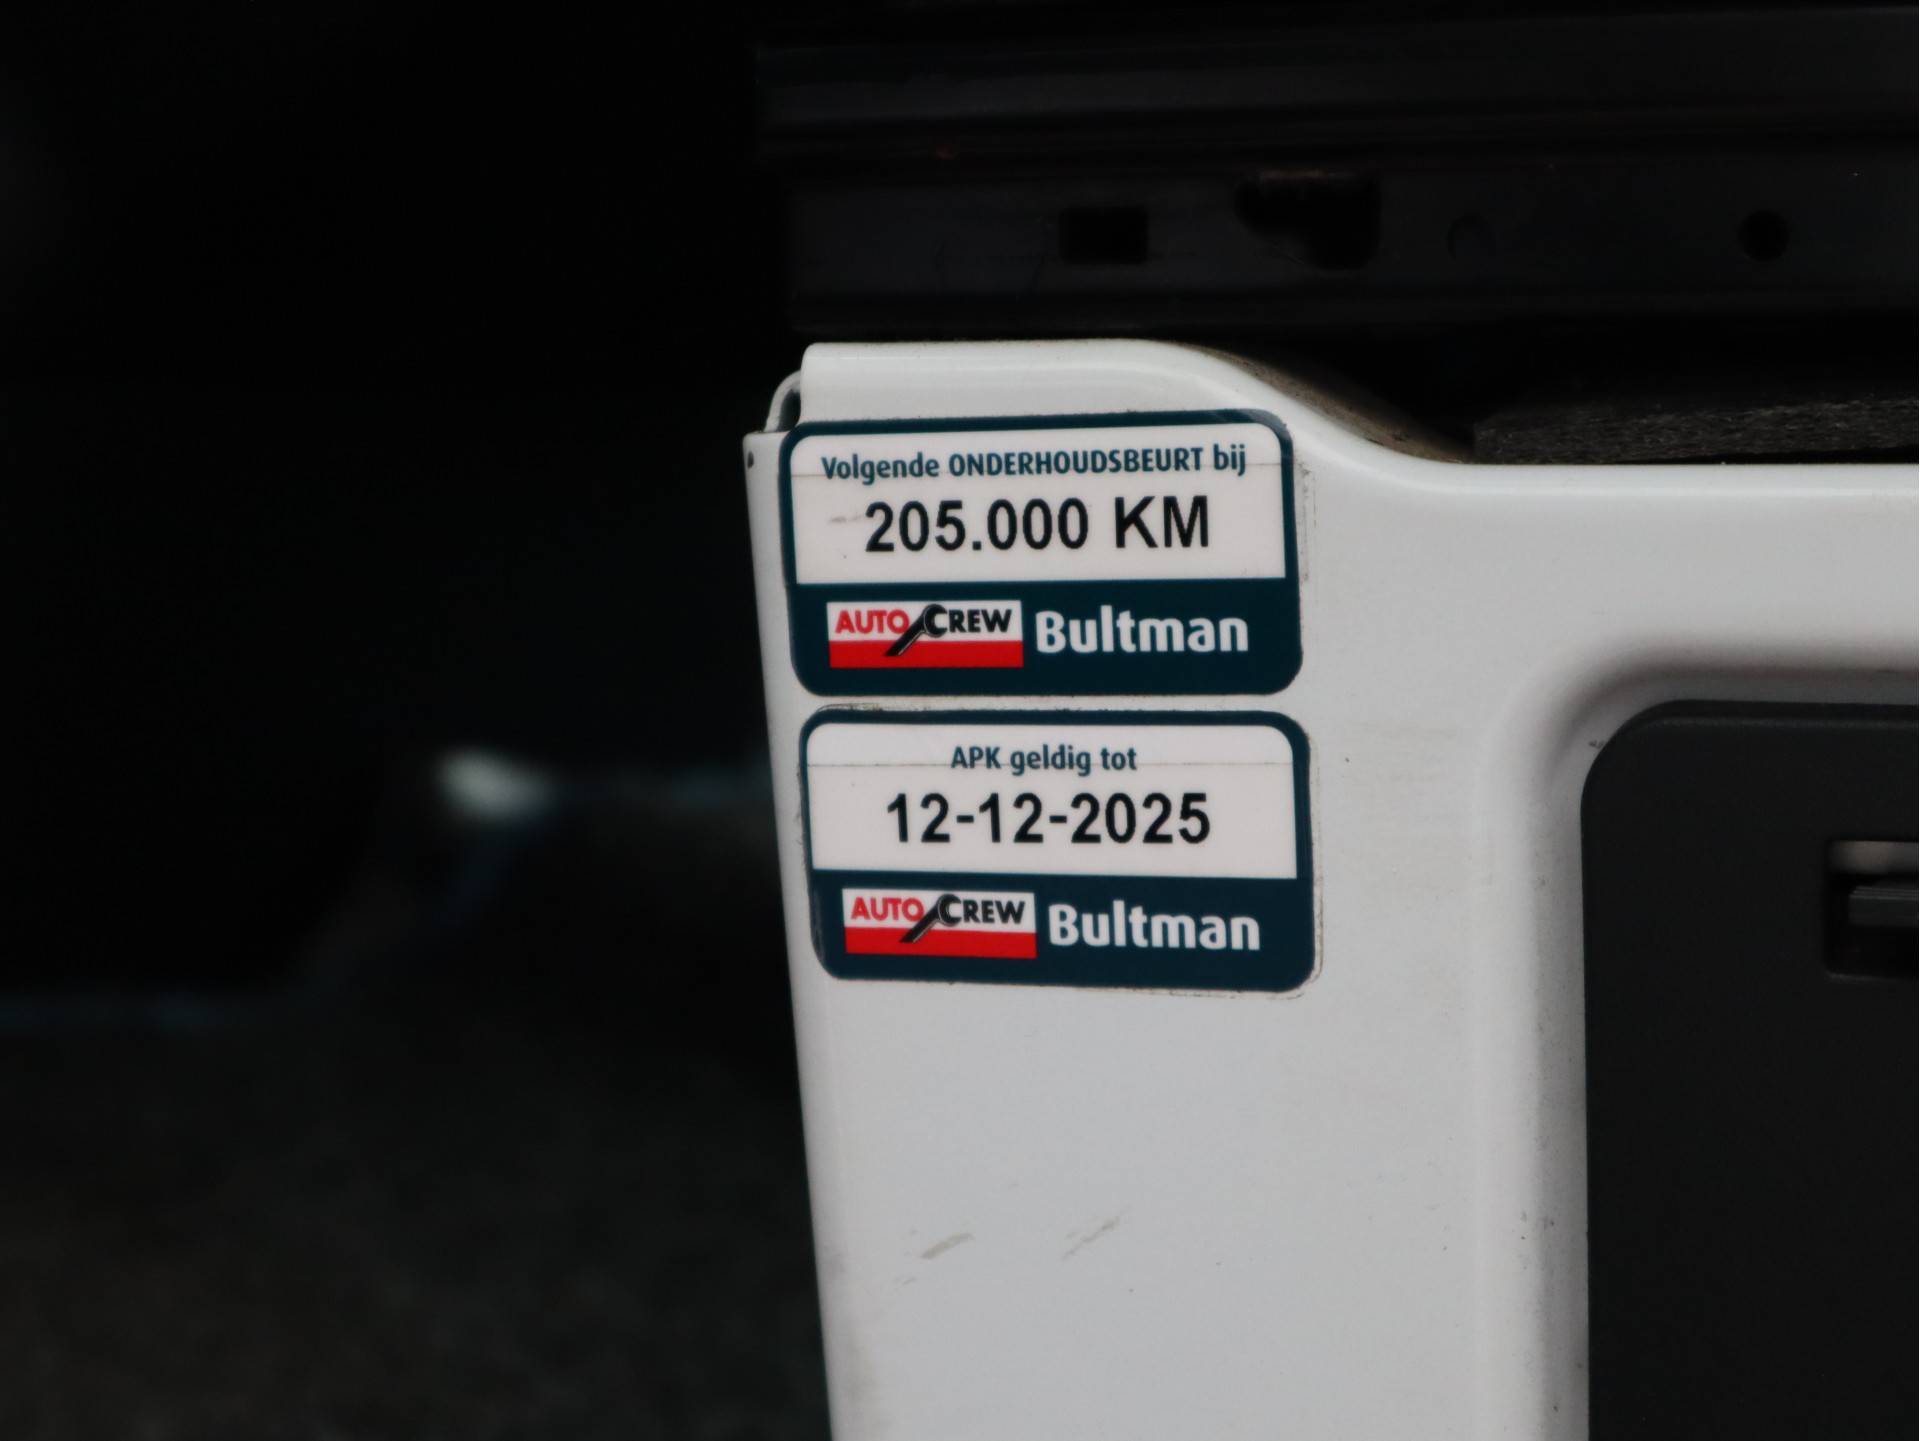 Volgende ONDERHOUDSBEURT bij
205.000 KM
AUTO CREW Bultman
APK geldig tot
12-12-2025
AUTO CREW Bultman